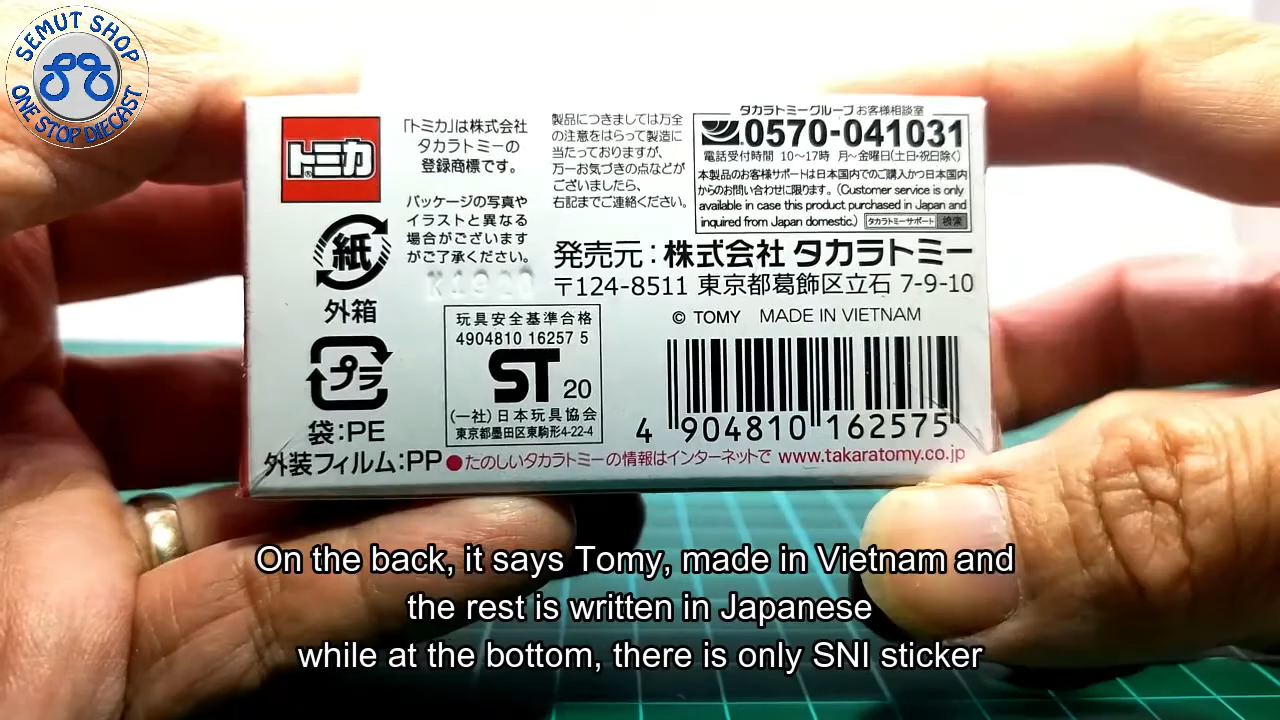 SEMUT SHOP
ONE STOP DIECAST
トミカ
「トミカ」は株式会社
タカラトミーの
登録商標です。
パッケージの写真や
イラストと異なる
場合がございます
がご了承ください。
紙
外箱
プラ
袋:PE
外装フィルム:PP
製品につきましては万全
の注意をはらって製造に
当たっておりますが、
万一お気づきの点などが
ございましたら、
右記までご連絡ください。
タカラトミーグループ お客様相談室
0570-041031
電話受付時間 10〜17時 月〜金曜日(土日・祝日除く)
本製品のお客様サポートは日本国内でのご購入かつ日本国内
からのお問い合わせに限ります。(Customer service is only
available in case this product purchased in Japan and
inquired from Japan domestic.) タカラトミーサポート 検索
発売元:株式会社 タカラトミー
〒124-8511 東京都葛飾区立石 7-9-10
© TOMY MADE IN VIETNAM
玩具安全基準合格
4904810 16257 5
ST 20
(一社)日本玩具協会
東京都墨田区東駒形4-22-4
4 904810 162575
●たのしいタカラトミーの情報はインターネットで www.takaratomy.co.jp
On the back, it says Tomy, made in Vietnam and
the rest is written in Japanese
while at the bottom, there is only SNI sticker